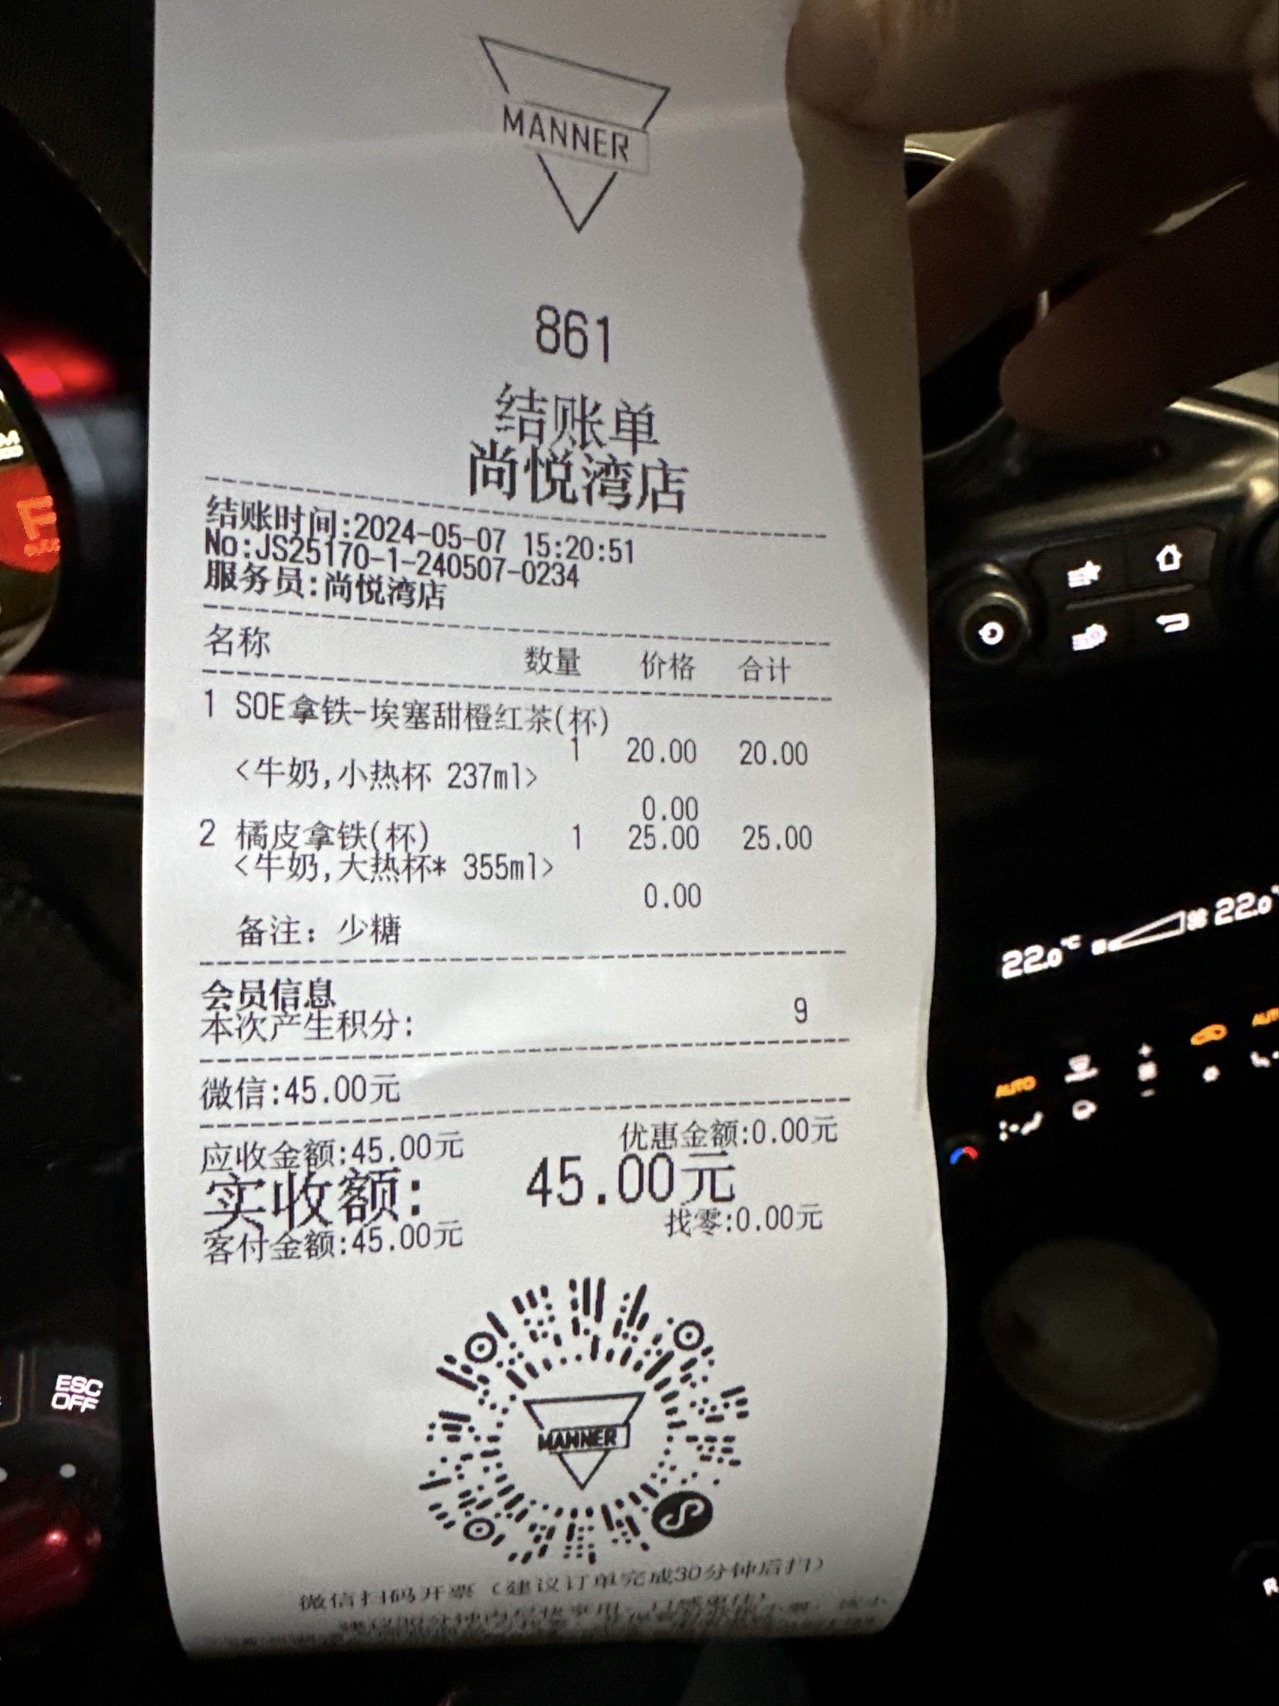 MANNER
861
结账单
尚悦湾店
结账时间:2024-05-07 15:20:51
No:JS25170-1-240507-0234
服务员:尚悦湾店
名称 数量 价格 合计
1 SOE拿铁-埃塞甜橙红茶(杯)
1 20.00 20.00
<牛奶,小热杯 237ml>
0.00
2 橘皮拿铁(杯) 1 25.00 25.00
<牛奶,大热杯* 355ml>
0.00
备注: 少糖
会员信息
本次产生积分: 9
微信:45.00元
应收金额:45.00元 优惠金额:0.00元
实收额: 45.00元
客付金额:45.00元 找零:0.00元
MANNER
微信扫码开票(建议订单完成30分钟后扫)
22.0°C 22.0°
AUTO AUTO
ESC
OFF